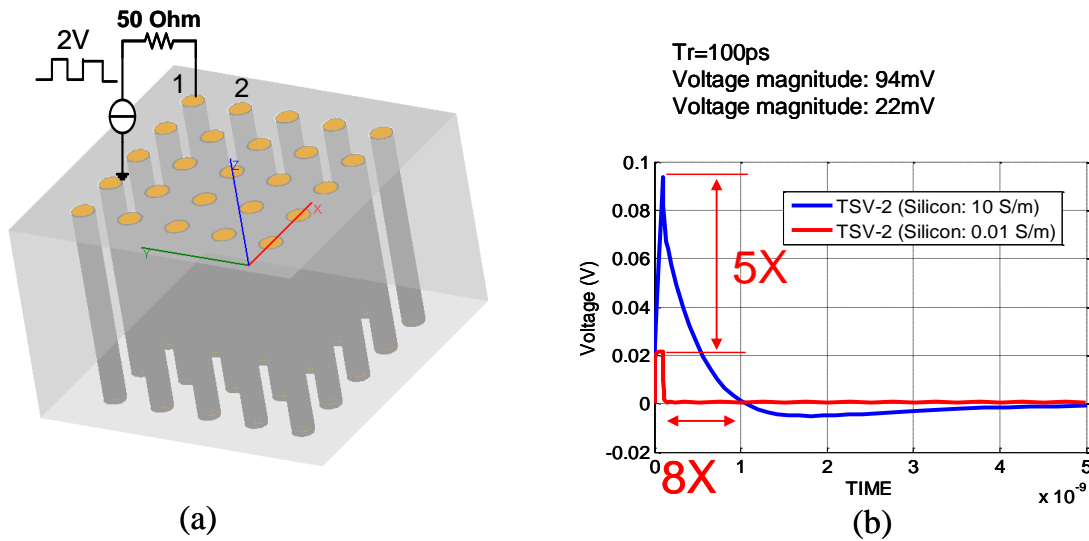 50 Ohm
2V
1
2
Z
X
Y
(a)
Tr=100ps
Voltage magnitude: 94mV
Voltage magnitude: 22mV
0.1
0.08
0.06
0.04
0.02
0
-0.02
Voltage (V)
TSV-2 (Silicon: 10 S/m)
TSV-2 (Silicon: 0.01 S/m)
5X
8X
0
1
2
3
4
5
TIME
x 10⁻⁹
(b)